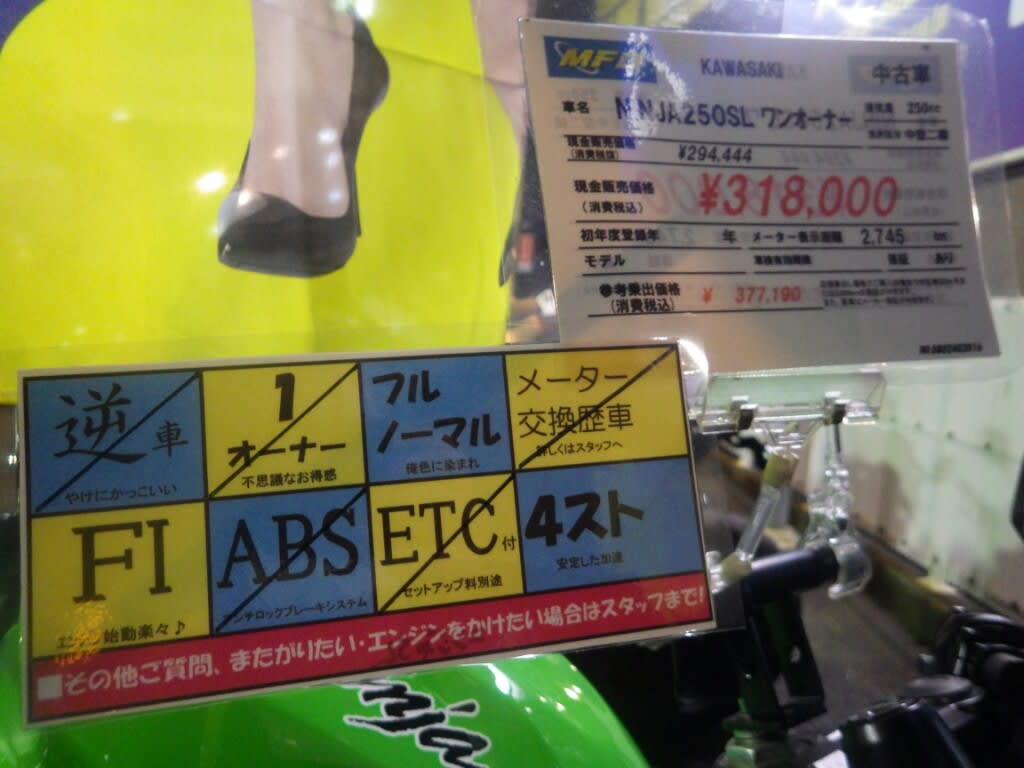 MFD KAWASAKI 中古車
車名 NINJA250SL ワンオーナー 排気量 250cc
現金販売価格 (消費税抜) ¥294,444
現金販売価格 (消費税込) ¥318,000
初年度登録年 年 メーター表示距離 2,745 km
モデル 車検有効期限 保証 あり
参考乗出価格 (消費税込) ¥ 377,190
逆車
やけにかっこいい
1オーナー
不思議なお得感
フルノーマル
俺色に染まれ
メーター交換歴車
詳しくはスタッフへ
FI
エンジン始動楽々♪
ABS
アンチロックブレーキシステム
ETC付
セットアップ料別途
4スト
安定した加速
■その他ご質問、またがりたい・エンジンをかけたい場合はスタッフまで!
Ninja